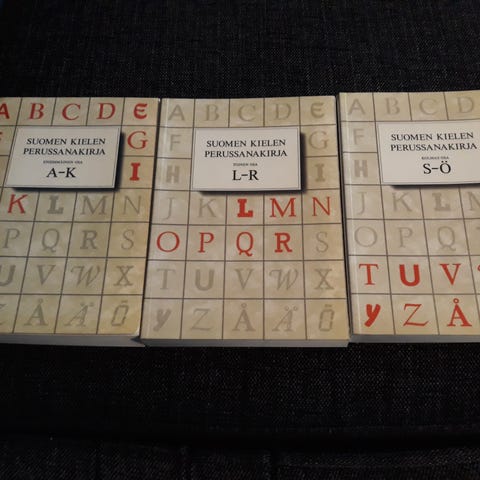 A B C D E
F G
H I
SUOMEN KIELEN
PERUSSANAKIRJA
ENSIMMÄINEN OSA
A–K
K L M N
O P Q R S
T U V W X
Y Z Å Ä Ö
A B C D E
F G
H I
SUOMEN KIELEN
PERUSSANAKIRJA
TOINEN OSA
L–R
J K L M N
O P Q R S
T U V W X
Y Z Å Ä Ö
A B C D
F
H
SUOMEN KIELEN
PERUSSANAKIRJA
KOLMAS OSA
S–Ö
J K L M
O P Q R
T U V
Y Z Å